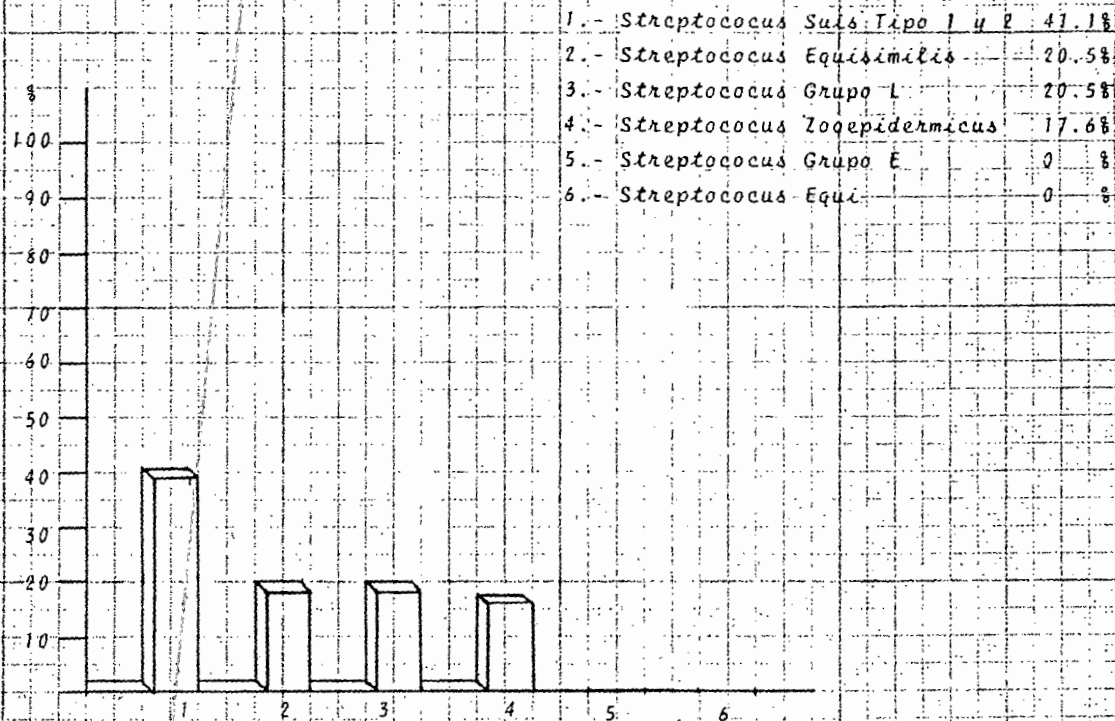 1.- Streptococus Suis Tipo 1 y 2 41.1%
2.- Streptococus Equisimilis 20.5%
3.- Streptococus Grupo L 20.5%
4.- Streptococus Zooepidermicus 17.6%
5.- Streptococus Grupo E 0 %
6.- Streptococus Equi 0 %
%
100
90
80
70
60
50
40
30
20
10
1 2 3 4 5 6